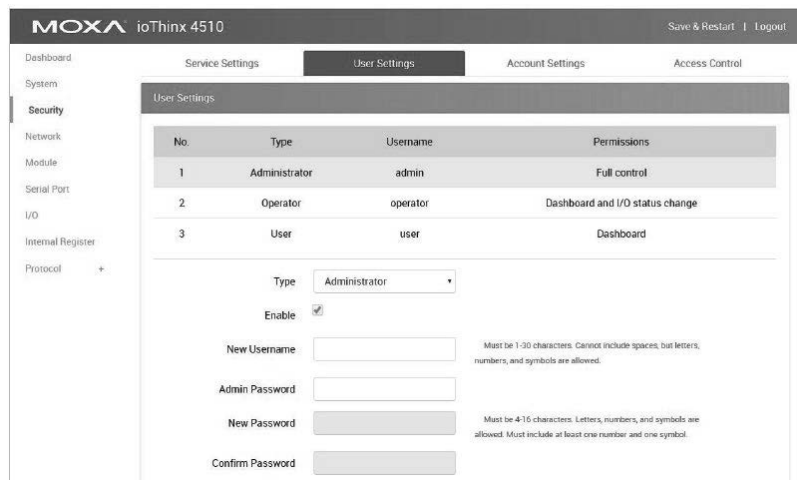 MOXA ioThinx 4510
Save & Restart | Logout
Dashboard
System
Security
Network
Module
Serial Port
I/O
Internal Register
Protocol +
Service Settings User Settings Account Settings Access Control
User Settings
No. Type Username Permissions
1 Administrator admin Full control
2 Operator operator Dashboard and I/O status change
3 User user Dashboard
Type Administrator
Enable
New Username
Must be 1-30 characters. Cannot include spaces, but letters,
numbers, and symbols are allowed.
Admin Password
New Password
Must be 4-16 characters. Letters, numbers, and symbols are
allowed. Must include at least one number and one symbol.
Confirm Password